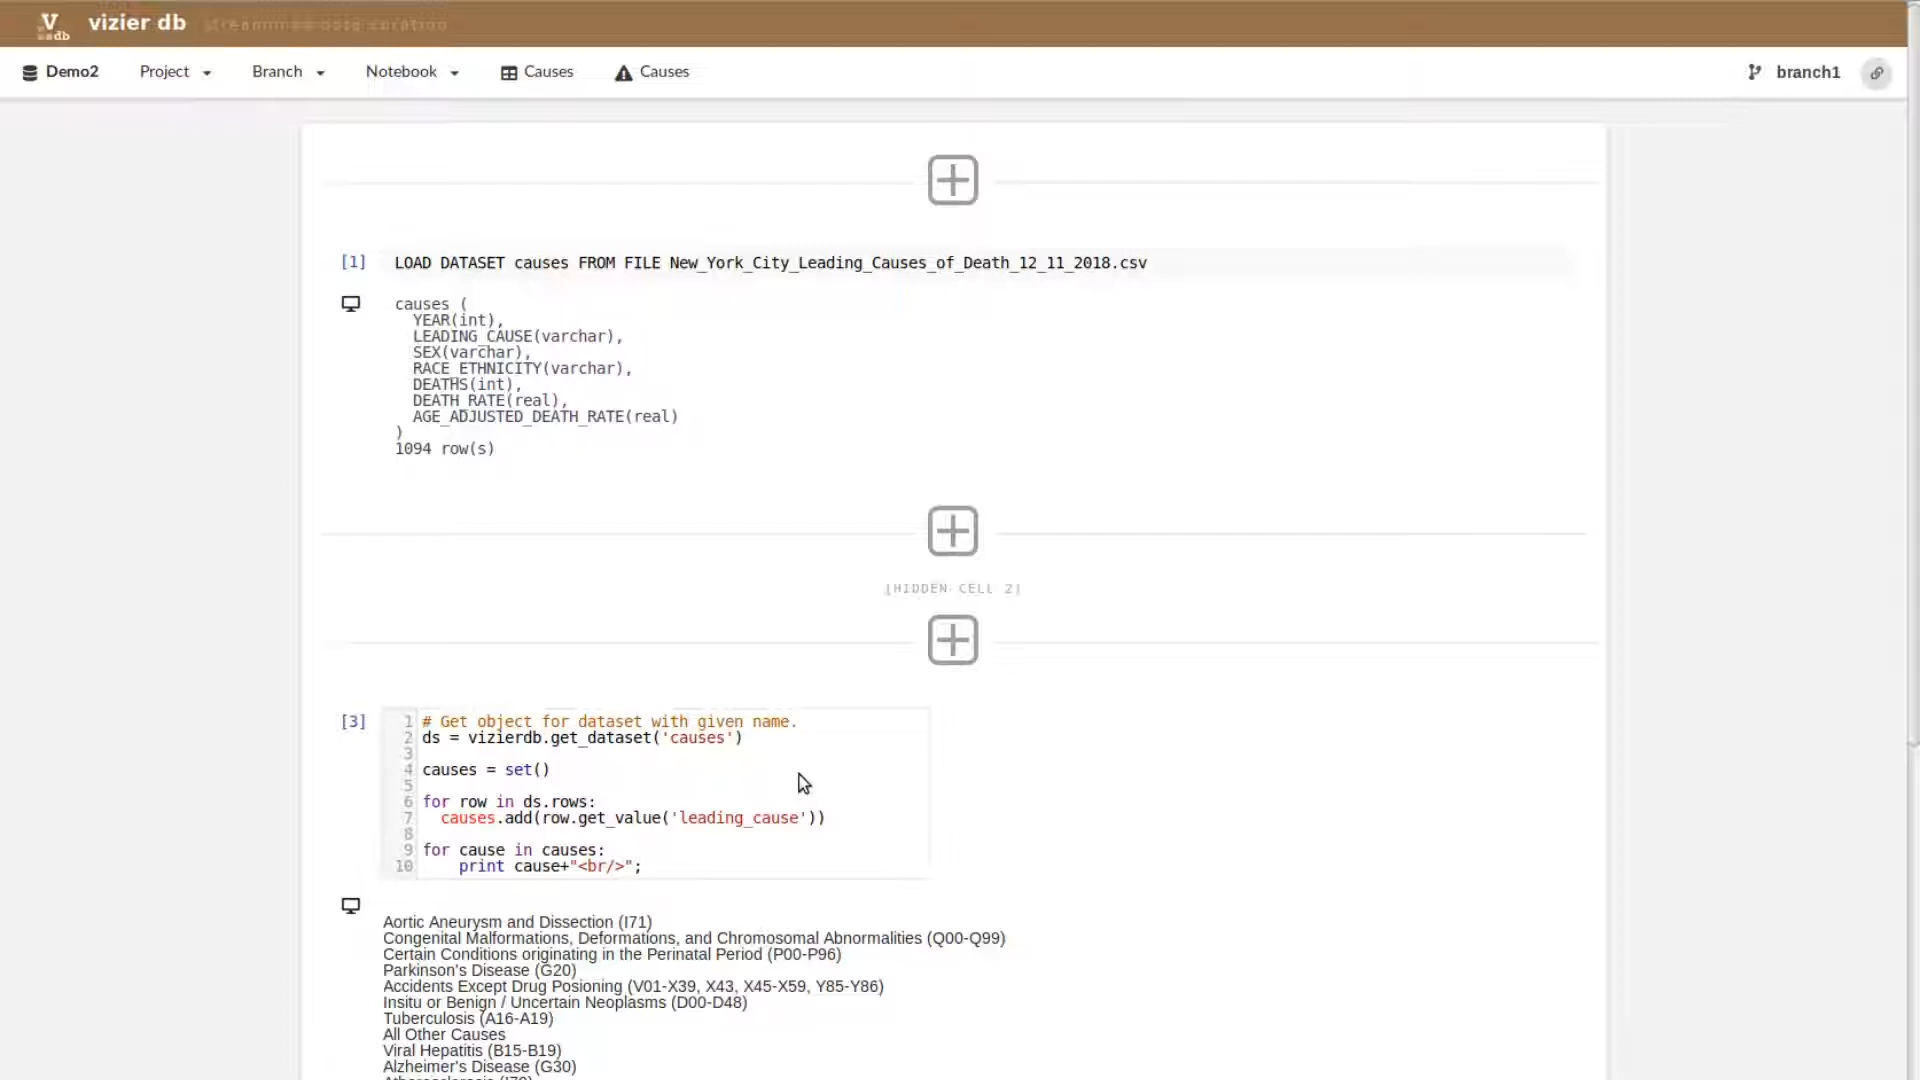 V
db
vizier db
streamlined data curation
Demo2
Project
Branch
Notebook
Causes
Causes
branch1
[1]
LOAD DATASET causes FROM FILE New_York_City_Leading_Causes_of_Death_12_11_2018.csv
causes (
YEAR(int),
LEADING_CAUSE(varchar),
SEX(varchar),
RACE_ETHNICITY(varchar),
DEATHS(int),
DEATH_RATE(real),
AGE_ADJUSTED_DEATH_RATE(real)
)
1094 row(s)
[HIDDEN CELL 2]
[3]
1 # Get object for dataset with given name.
2 ds = vizierdb.get_dataset('causes')
3
4 causes = set()
5
6 for row in ds.rows:
7 causes.add(row.get_value('leading_cause'))
8
9 for cause in causes:
10 print cause+"<br/>";
Aortic Aneurysm and Dissection (I71)
Congenital Malformations, Deformations, and Chromosomal Abnormalities (Q00-Q99)
Certain Conditions originating in the Perinatal Period (P00-P96)
Parkinson's Disease (G20)
Accidents Except Drug Posioning (V01-X39, X43, X45-X59, Y85-Y86)
Insitu or Benign / Uncertain Neoplasms (D00-D48)
Tuberculosis (A16-A19)
All Other Causes
Viral Hepatitis (B15-B19)
Alzheimer's Disease (G30)